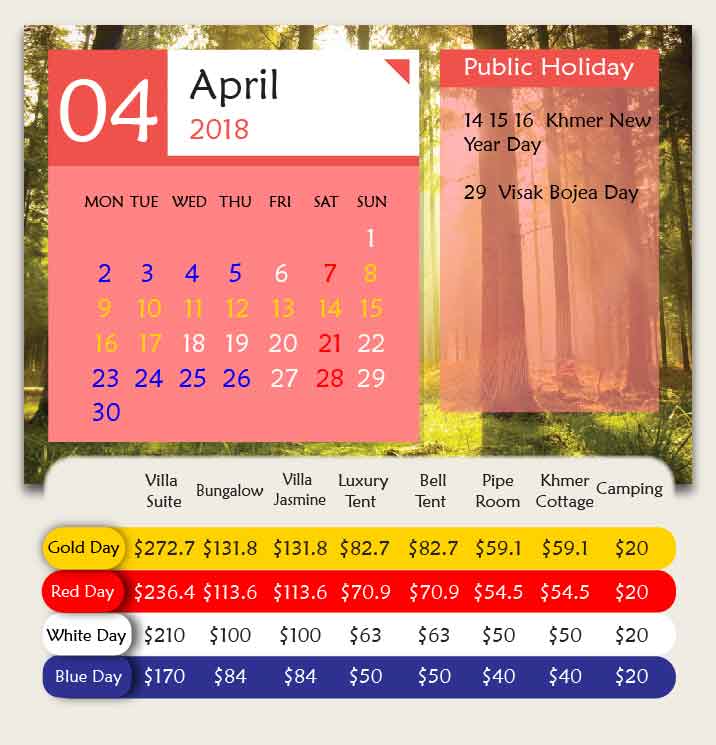 04
April
2018
MON TUE WED THU FRI SAT SUN
1
2 3 4 5 6 7 8
9 10 11 12 13 14 15
16 17 18 19 20 21 22
23 24 25 26 27 28 29
30
Public Holiday
14 15 16 Khmer New
Year Day
29 Visak Bojea Day
Villa Suite Bungalow Villa Jasmine Luxury Tent Bell Tent Pipe Room Khmer Cottage Camping
Gold Day $272.7 $131.8 $131.8 $82.7 $82.7 $59.1 $59.1 $20
Red Day $236.4 $113.6 $113.6 $70.9 $70.9 $54.5 $54.5 $20
White Day $210 $100 $100 $63 $63 $50 $50 $20
Blue Day $170 $84 $84 $50 $50 $40 $40 $20